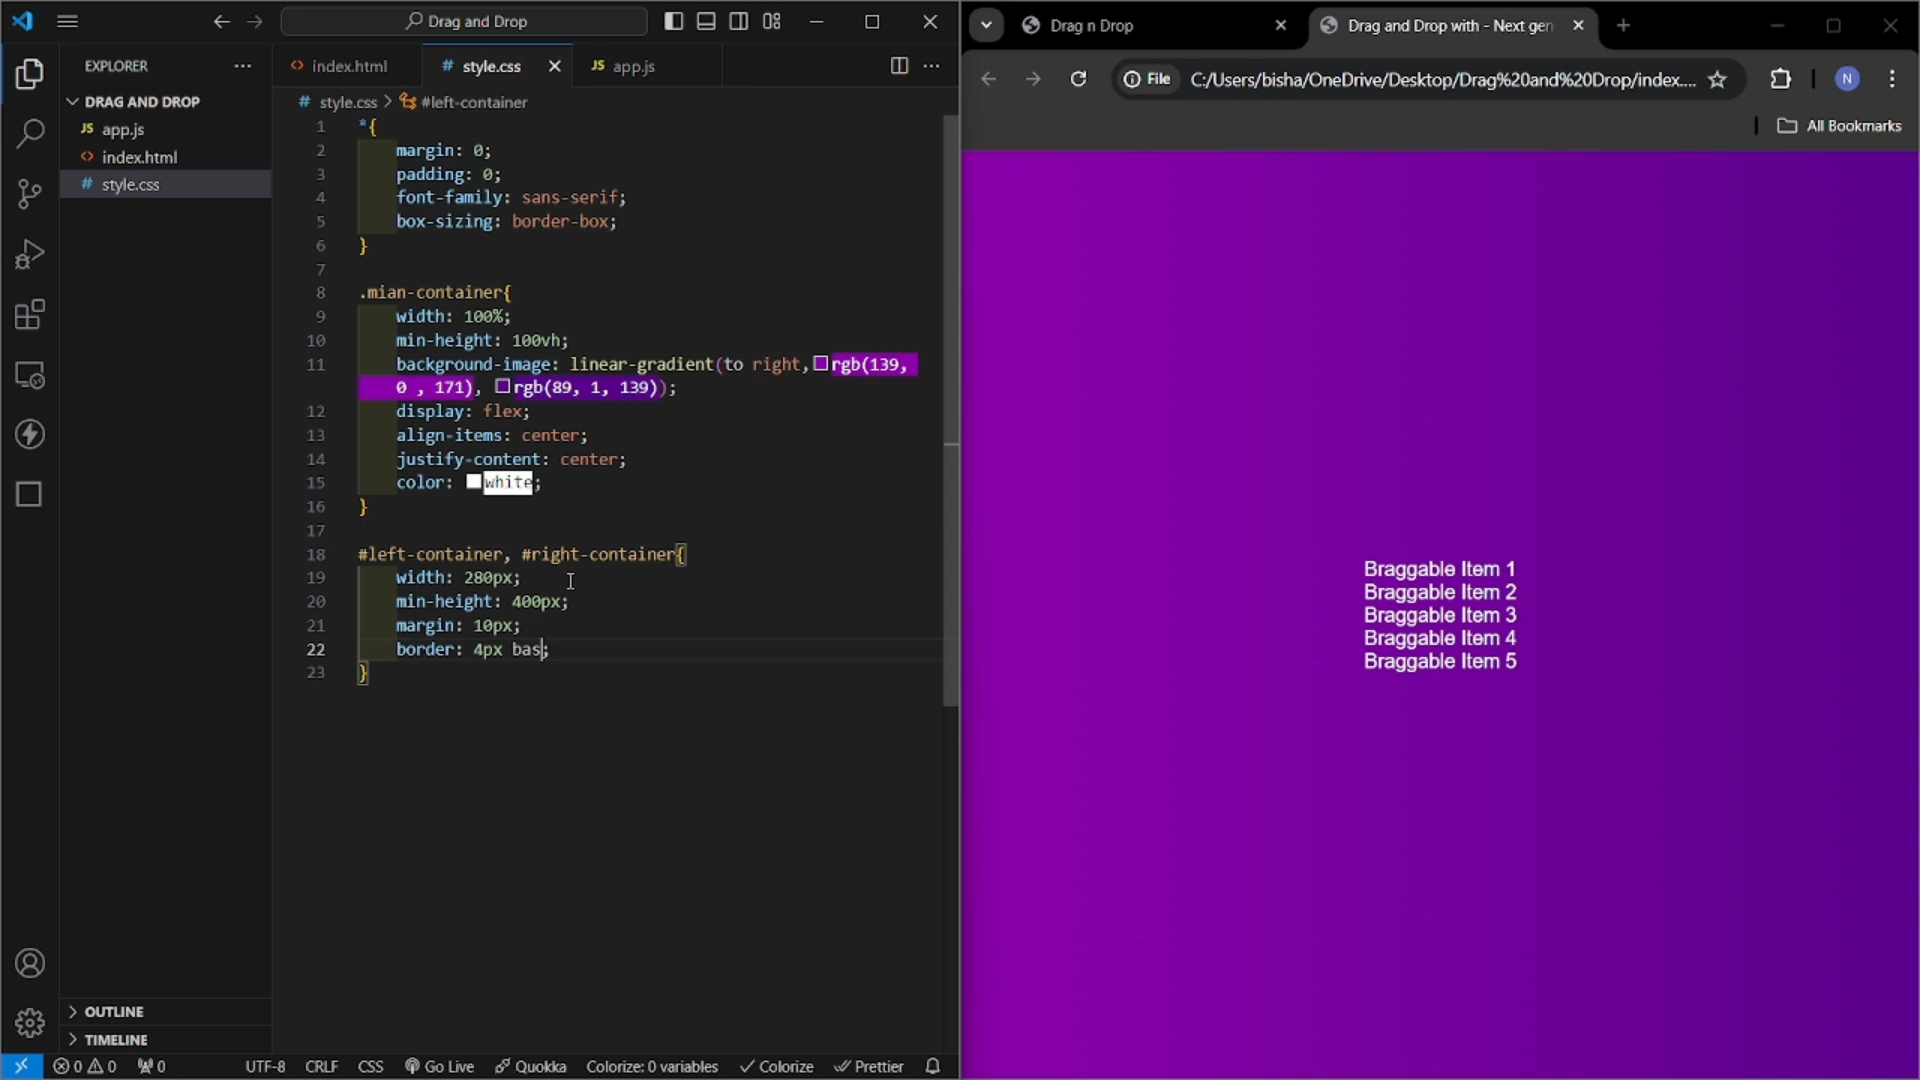 Drag and Drop
EXPLORER
DRAG AND DROP
JS app.js
index.html
# style.css
OUTLINE
TIMELINE
index.html
# style.css
JS app.js
# style.css > #left-container
1 *{
2 margin: 0;
3 padding: 0;
4 font-family: sans-serif;
5 box-sizing: border-box;
6 }
7
8 .mian-container{
9 width: 100%;
10 min-height: 100vh;
11 background-image: linear-gradient(to right, rgb(139,
0 , 171), rgb(89, 1, 139));
12 display: flex;
13 align-items: center;
14 justify-content: center;
15 color: white;
16 }
17
18 #left-container, #right-container{
19 width: 280px;
20 min-height: 400px;
21 margin: 10px;
22 border: 4px bas;
23 }
0 0 0 UTF-8 CRLF CSS Go Live Quokka Colorize: 0 variables Colorize Prettier
Drag n Drop
Drag and Drop with - Next gen
File C:/Users/bisha/OneDrive/Desktop/Drag%20and%20Drop/index....
N
All Bookmarks
Braggable Item 1
Braggable Item 2
Braggable Item 3
Braggable Item 4
Braggable Item 5